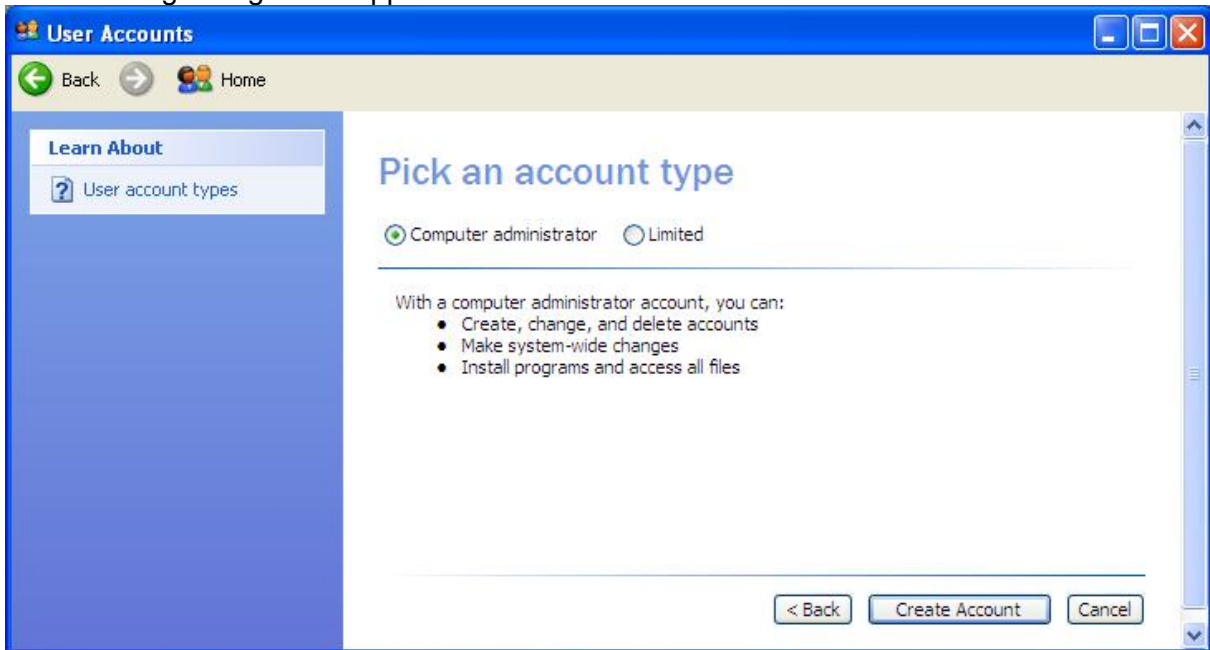 User Accounts
Back Home
Learn About
? User account types
Pick an account type
Computer administrator Limited
With a computer administrator account, you can:
• Create, change, and delete accounts
• Make system-wide changes
• Install programs and access all files
< Back Create Account Cancel